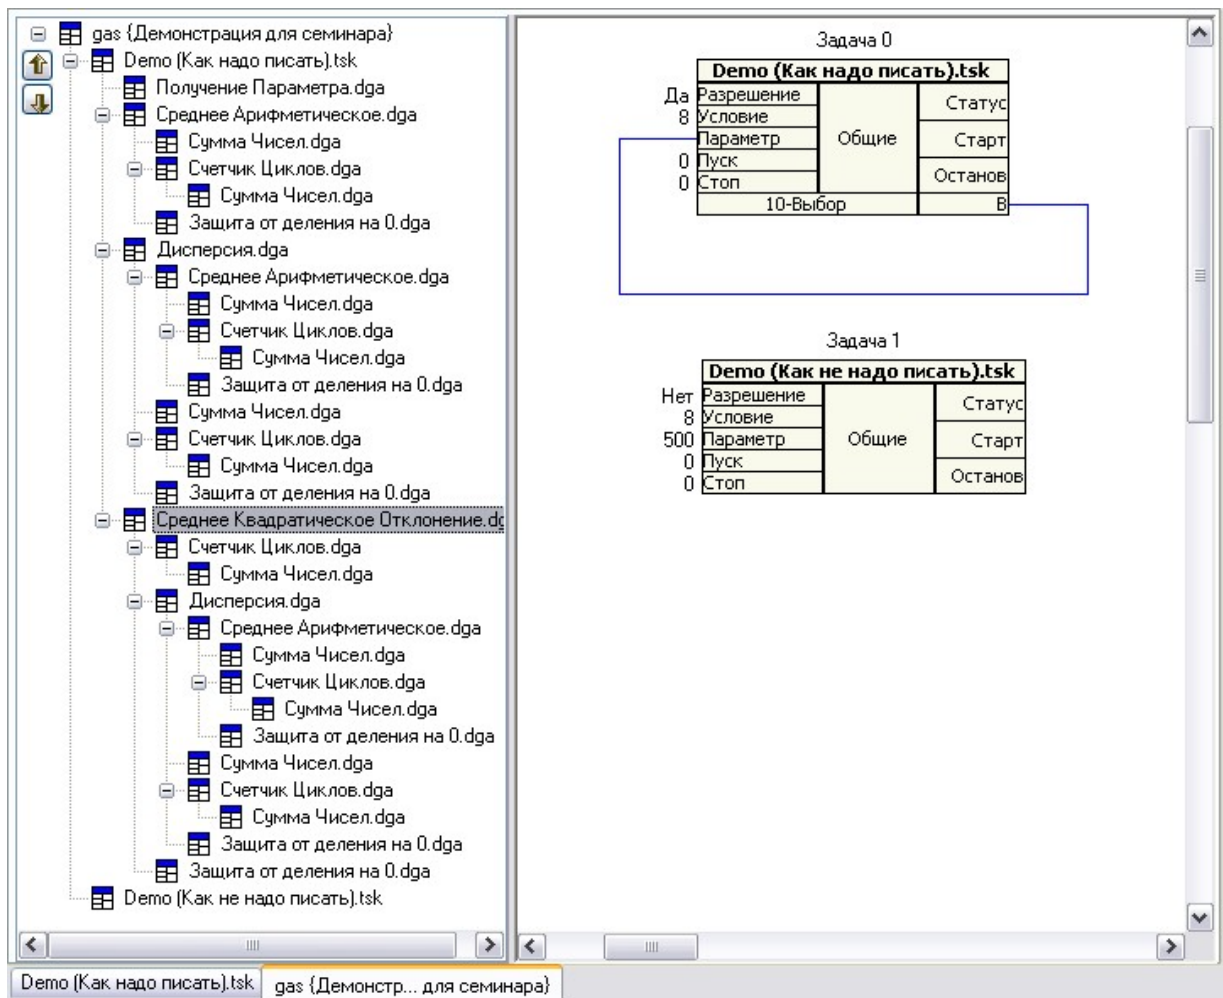 gas {Демонстрация для семинара}
Demo (Как надо писать).tsk
Получение Параметра.dga
Среднее Арифметическое.dga
Сумма Чисел.dga
Счетчик Циклов.dga
Сумма Чисел.dga
Защита от деления на 0.dga
Дисперсия.dga
Среднее Арифметическое.dga
Сумма Чисел.dga
Счетчик Циклов.dga
Сумма Чисел.dga
Защита от деления на 0.dga
Сумма Чисел.dga
Счетчик Циклов.dga
Сумма Чисел.dga
Защита от деления на 0.dga
Среднее Квадратическое Отклонение.dg
Счетчик Циклов.dga
Сумма Чисел.dga
Дисперсия.dga
Среднее Арифметическое.dga
Сумма Чисел.dga
Счетчик Циклов.dga
Сумма Чисел.dga
Защита от деления на 0.dga
Сумма Чисел.dga
Счетчик Циклов.dga
Сумма Чисел.dga
Защита от деления на 0.dga
Защита от деления на 0.dga
Demo (Как не надо писать).tsk
Задача 0
Demo (Как надо писать).tsk
Да Разрешение
8 Условие
Параметр
0 Пуск
0 Стоп
Общие
Статус
Старт
Останов
10-Выбор В
Задача 1
Demo (Как не надо писать).tsk
Нет Разрешение
8 Условие
500 Параметр
0 Пуск
0 Стоп
Общие
Статус
Старт
Останов
Demo (Как надо писать).tsk
gas {Демонстр... для семинара}